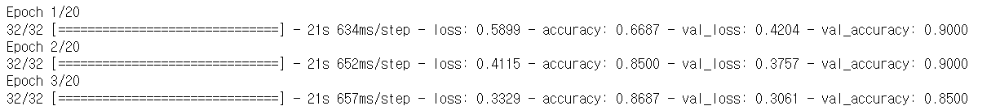 Epoch 1/20
32/32 [==============================] - 21s 634ms/step - loss: 0.5899 - accuracy: 0.6687 - val_loss: 0.4204 - val_accuracy: 0.9000
Epoch 2/20
32/32 [==============================] - 21s 652ms/step - loss: 0.4115 - accuracy: 0.8500 - val_loss: 0.3757 - val_accuracy: 0.9000
Epoch 3/20
32/32 [==============================] - 21s 657ms/step - loss: 0.3329 - accuracy: 0.8687 - val_loss: 0.3061 - val_accuracy: 0.8500